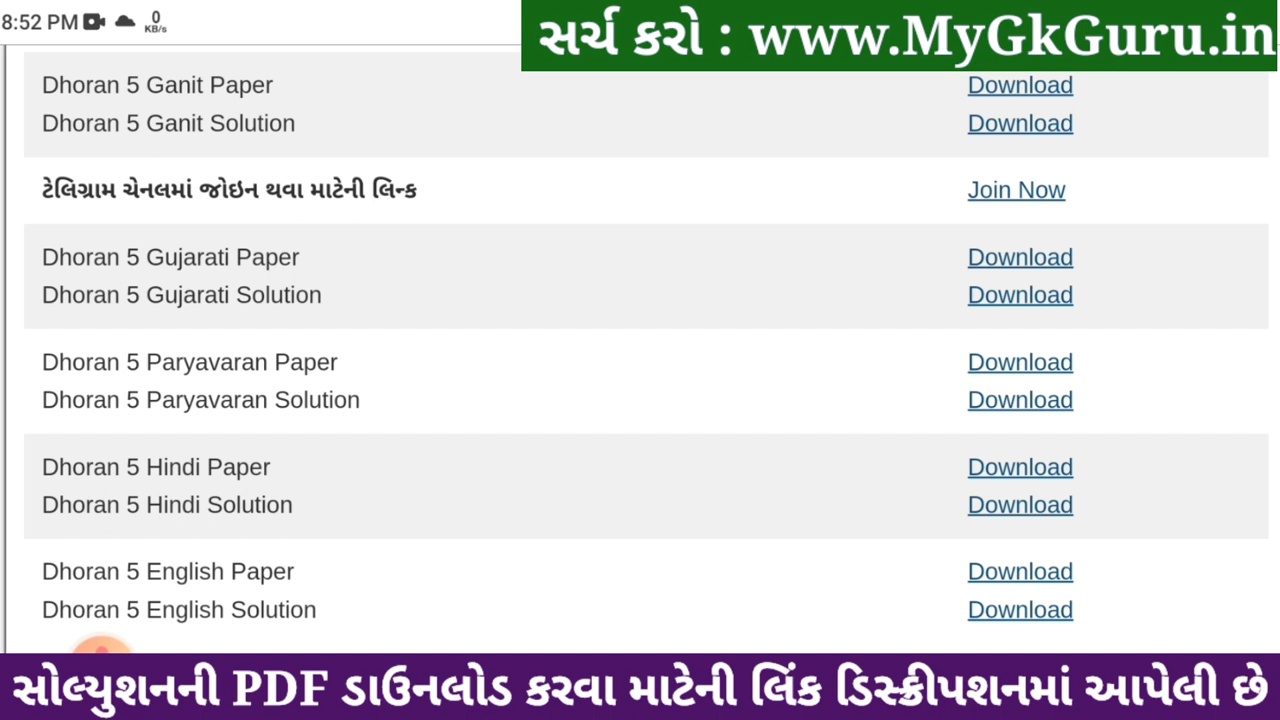 8:52 PM 0 KB/s
સર્ચ કરો : www.MyGkGuru.in
Dhoran 5 Ganit Paper Download
Dhoran 5 Ganit Solution Download
ટેલિગ્રામ ચેનલમાં જોઇન થવા માટેની લિન્ક Join Now
Dhoran 5 Gujarati Paper Download
Dhoran 5 Gujarati Solution Download
Dhoran 5 Paryavaran Paper Download
Dhoran 5 Paryavaran Solution Download
Dhoran 5 Hindi Paper Download
Dhoran 5 Hindi Solution Download
Dhoran 5 English Paper Download
Dhoran 5 English Solution Download
સોલ્યુશનની PDF ડાઉનલોડ કરવા માટેની લિંક ડિસ્ક્રીપશનમાં આપેલી છે